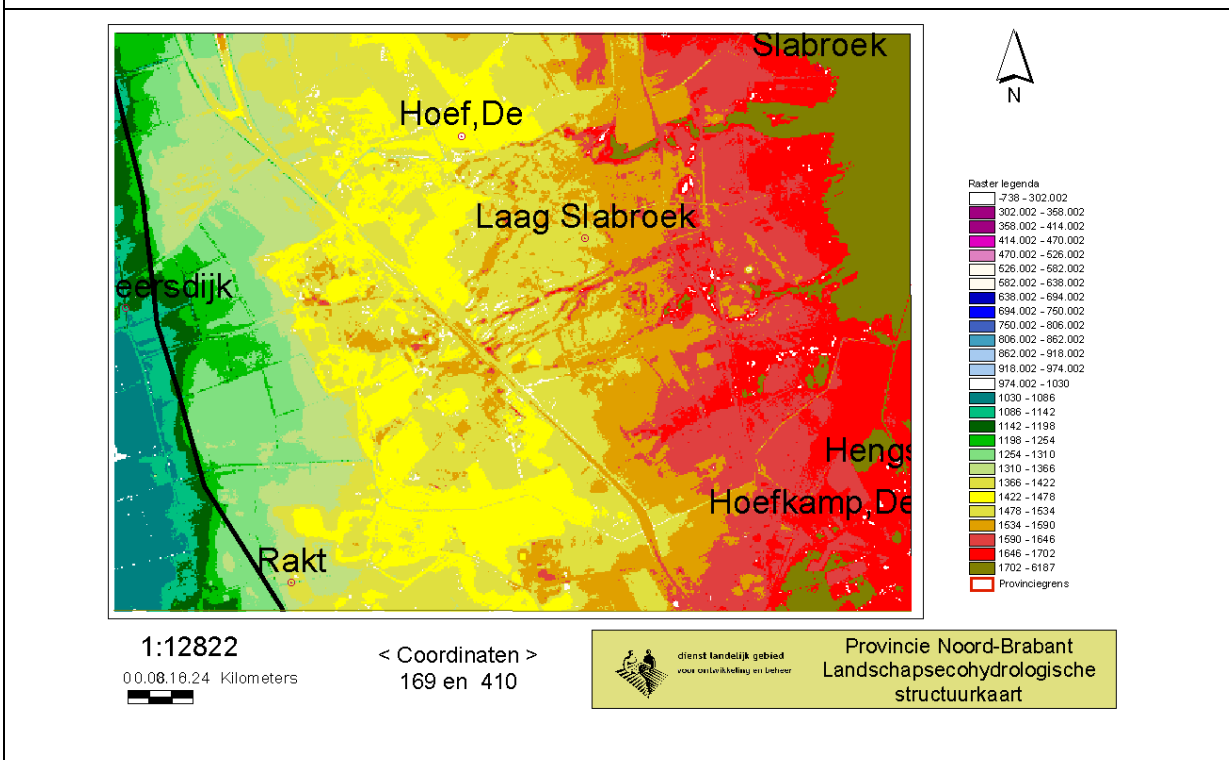 Slabroek
Hoef,De
Laag Slabroek
eersdijk
Hengs
Hoefkamp,De
Rakt
N
Raster legenda
-738 - 302.002
302.002 - 358.002
358.002 - 414.002
414.002 - 470.002
470.002 - 526.002
526.002 - 582.002
582.002 - 638.002
638.002 - 694.002
694.002 - 750.002
750.002 - 806.002
806.002 - 862.002
862.002 - 918.002
918.002 - 974.002
974.002 - 1030
1030 - 1086
1086 - 1142
1142 - 1198
1198 - 1254
1254 - 1310
1310 - 1366
1366 - 1422
1422 - 1478
1478 - 1534
1534 - 1590
1590 - 1646
1646 - 1702
1702 - 6187
Provinciegrens
1:12822
Kilometers
< Coordinaten >
169 en 410
dienst landelijk gebied
voor ontwikkeling en beheer
Provincie Noord-Brabant
Landschapsecohydrologische
structuurkaart